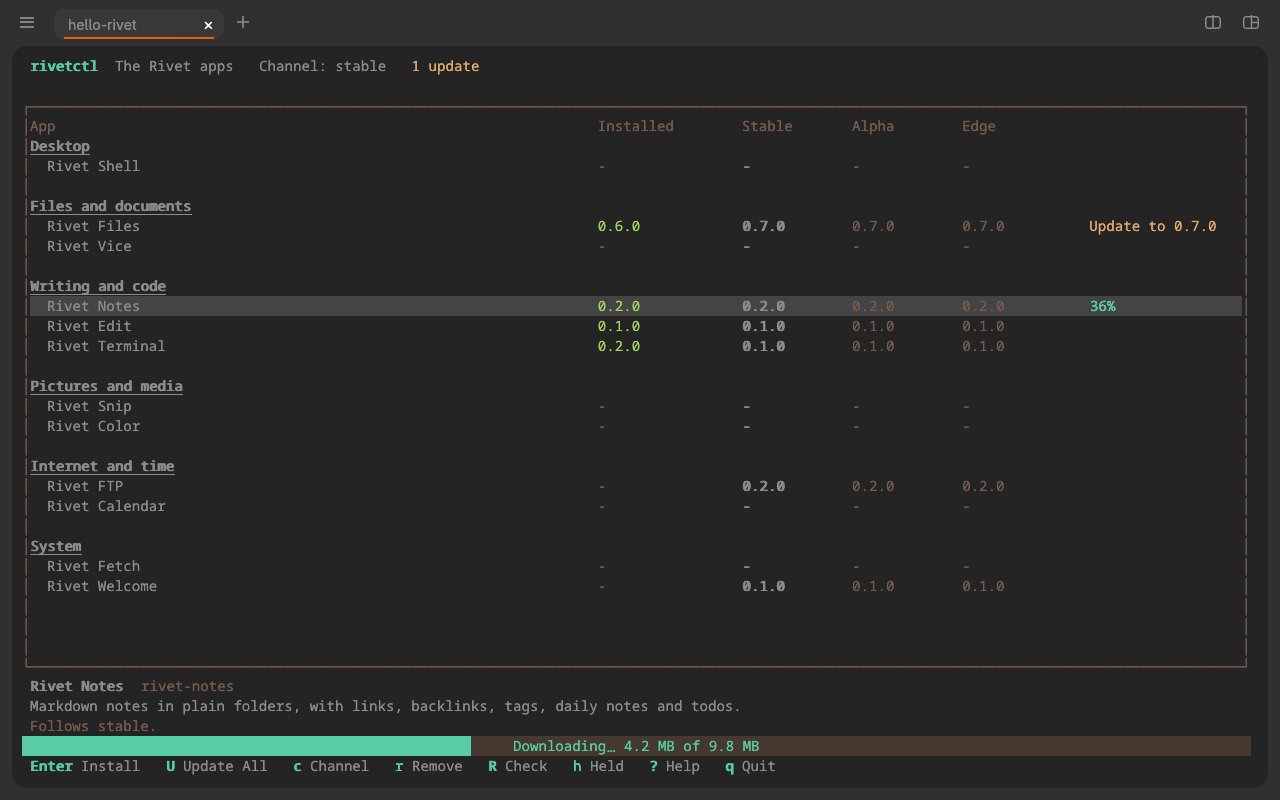 hello-rivet
rivetctl The Rivet apps Channel: stable 1 update
App Installed Stable Alpha Edge
Desktop
Rivet Shell - - - -
Files and documents
Rivet Files 0.6.0 0.7.0 0.7.0 0.7.0 Update to 0.7.0
Rivet Vice - - - -
Writing and code
Rivet Notes 0.2.0 0.2.0 0.2.0 0.2.0 36%
Rivet Edit 0.1.0 0.1.0 0.1.0 0.1.0
Rivet Terminal 0.2.0 0.1.0 0.1.0 0.1.0
Pictures and media
Rivet Snip - - - -
Rivet Color - - - -
Internet and time
Rivet FTP - 0.2.0 0.2.0 0.2.0
Rivet Calendar - - - -
System
Rivet Fetch - - - -
Rivet Welcome - 0.1.0 0.1.0 0.1.0
Rivet Notes rivet-notes
Markdown notes in plain folders, with links, backlinks, tags, daily notes and todos.
Follows stable.
Downloading… 4.2 MB of 9.8 MB
Enter Install U Update All c Channel r Remove R Check h Held ? Help q Quit